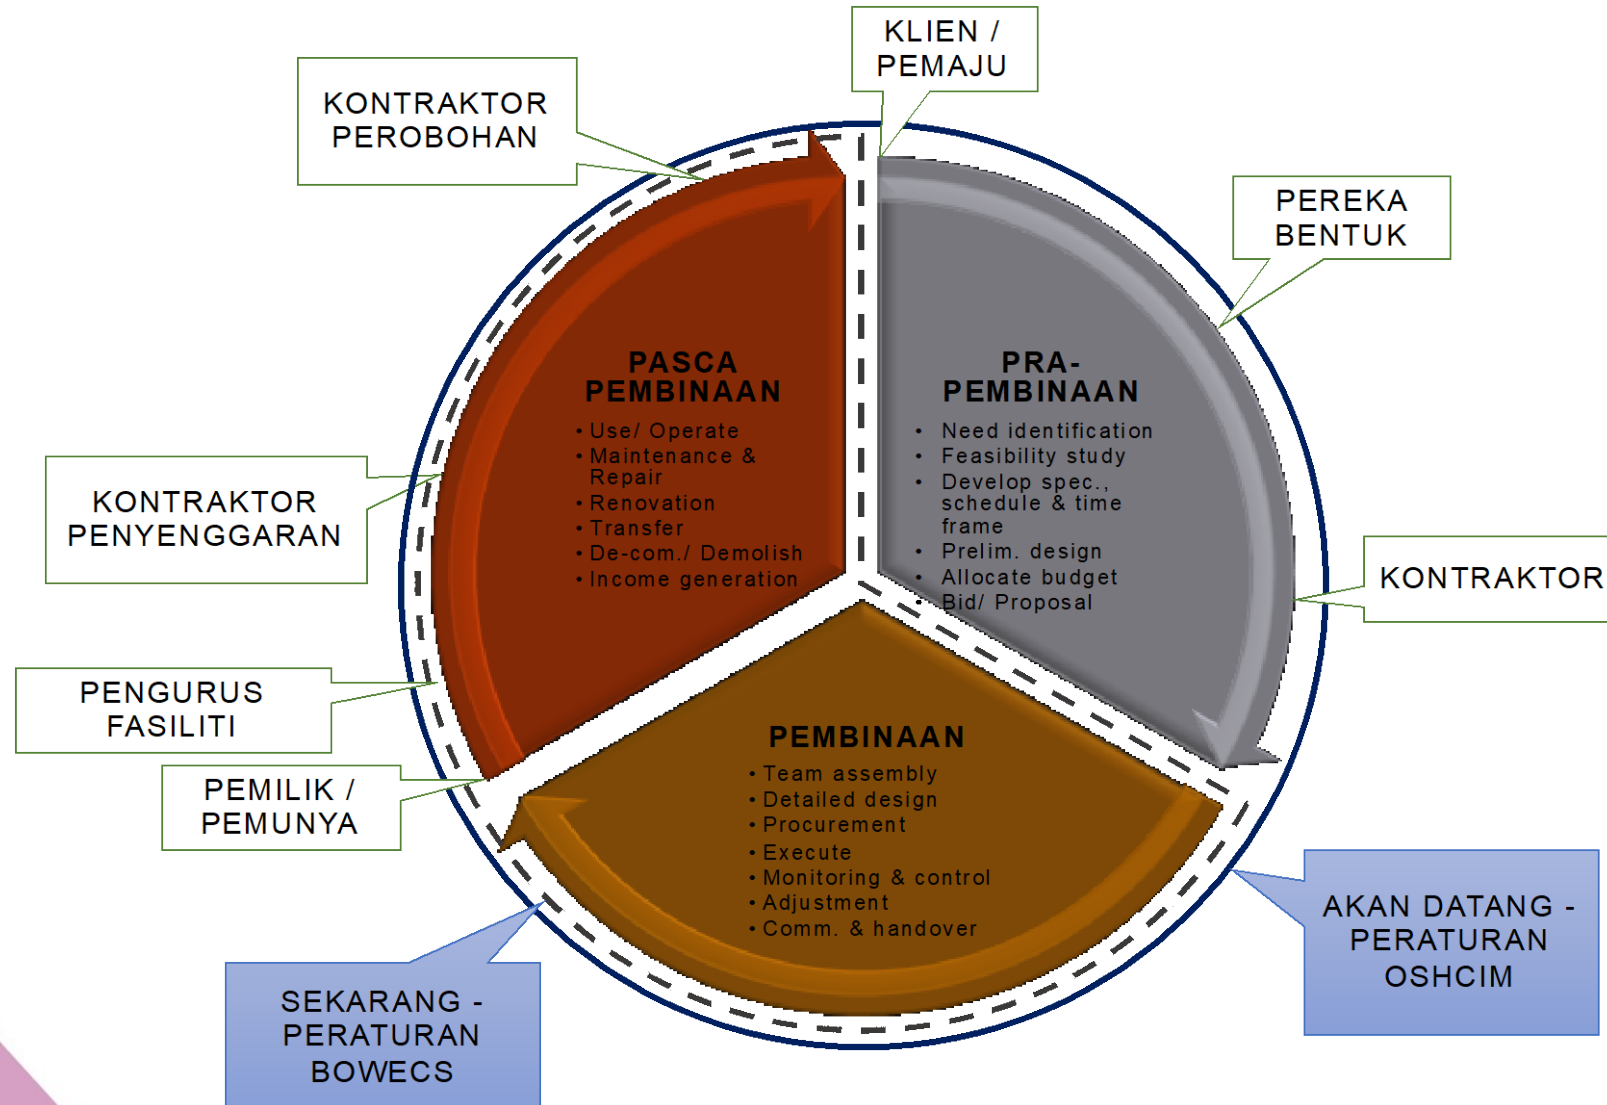 KLIEN /
PEMAJU
KONTRAKTOR
PEROBOHAN
PEREKA
BENTUK
PASCA
PEMBINAAN
• Use/ Operate
• Maintenance &
Repair
• Renovation
• Transfer
• De-com./ Demolish
• Income generation
PRA-
PEMBINAAN
• Need identification
• Feasibility study
• Develop spec.,
schedule & time
frame
• Prelim. design
• Allocate budget
• Bid/ Proposal
KONTRAKTOR
PENYENGGARAN
KONTRAKTOR
PENGURUS
FASILITI
PEMILIK /
PEMUNYA
PEMBINAAN
• Team assembly
• Detailed design
• Procurement
• Execute
• Monitoring & control
• Adjustment
• Comm. & handover
SEKARANG -
PERATURAN
BOWECS
AKAN DATANG -
PERATURAN
OSHCIM